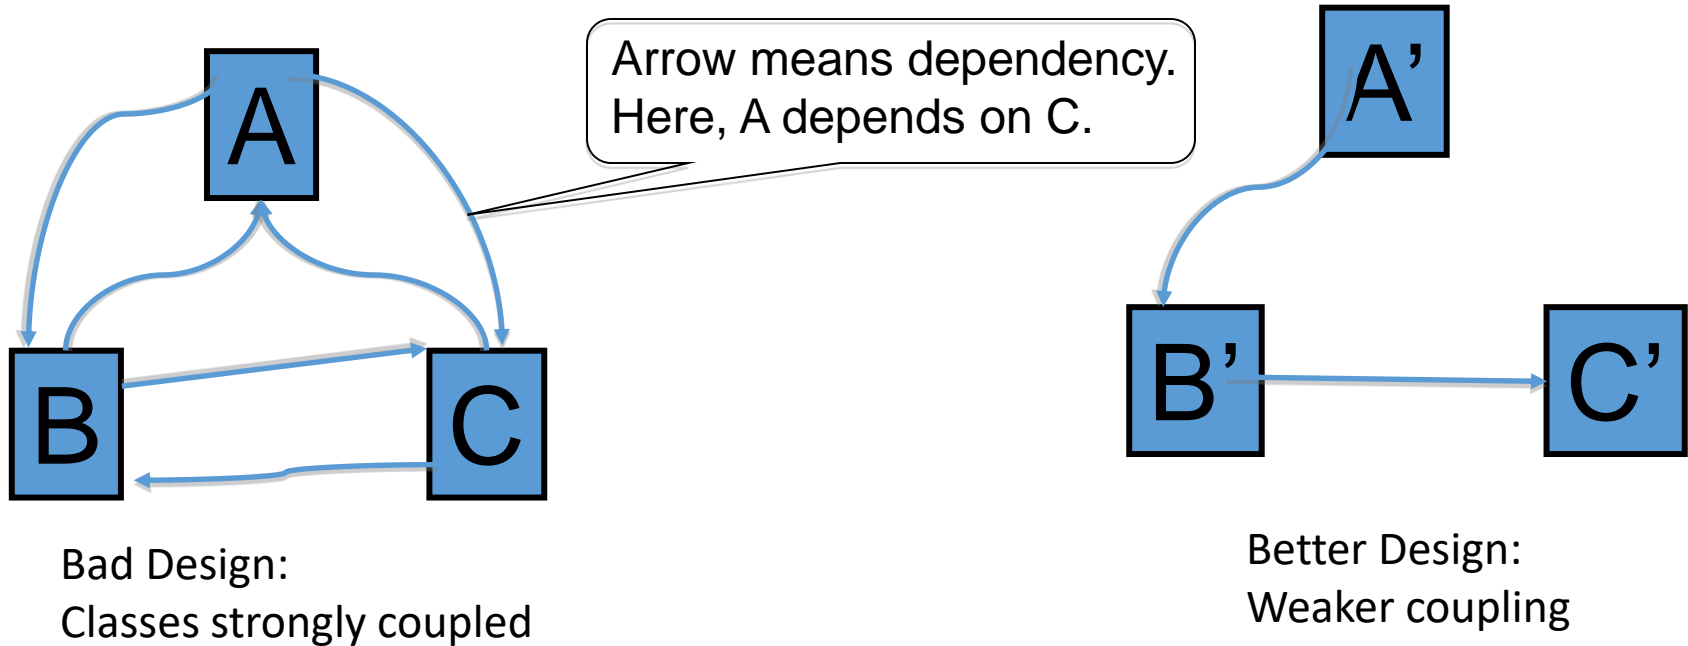 A
Arrow means dependency.
Here, A depends on C.
B
C
Bad Design:
Classes strongly coupled
A’
B’
C’
Better Design:
Weaker coupling